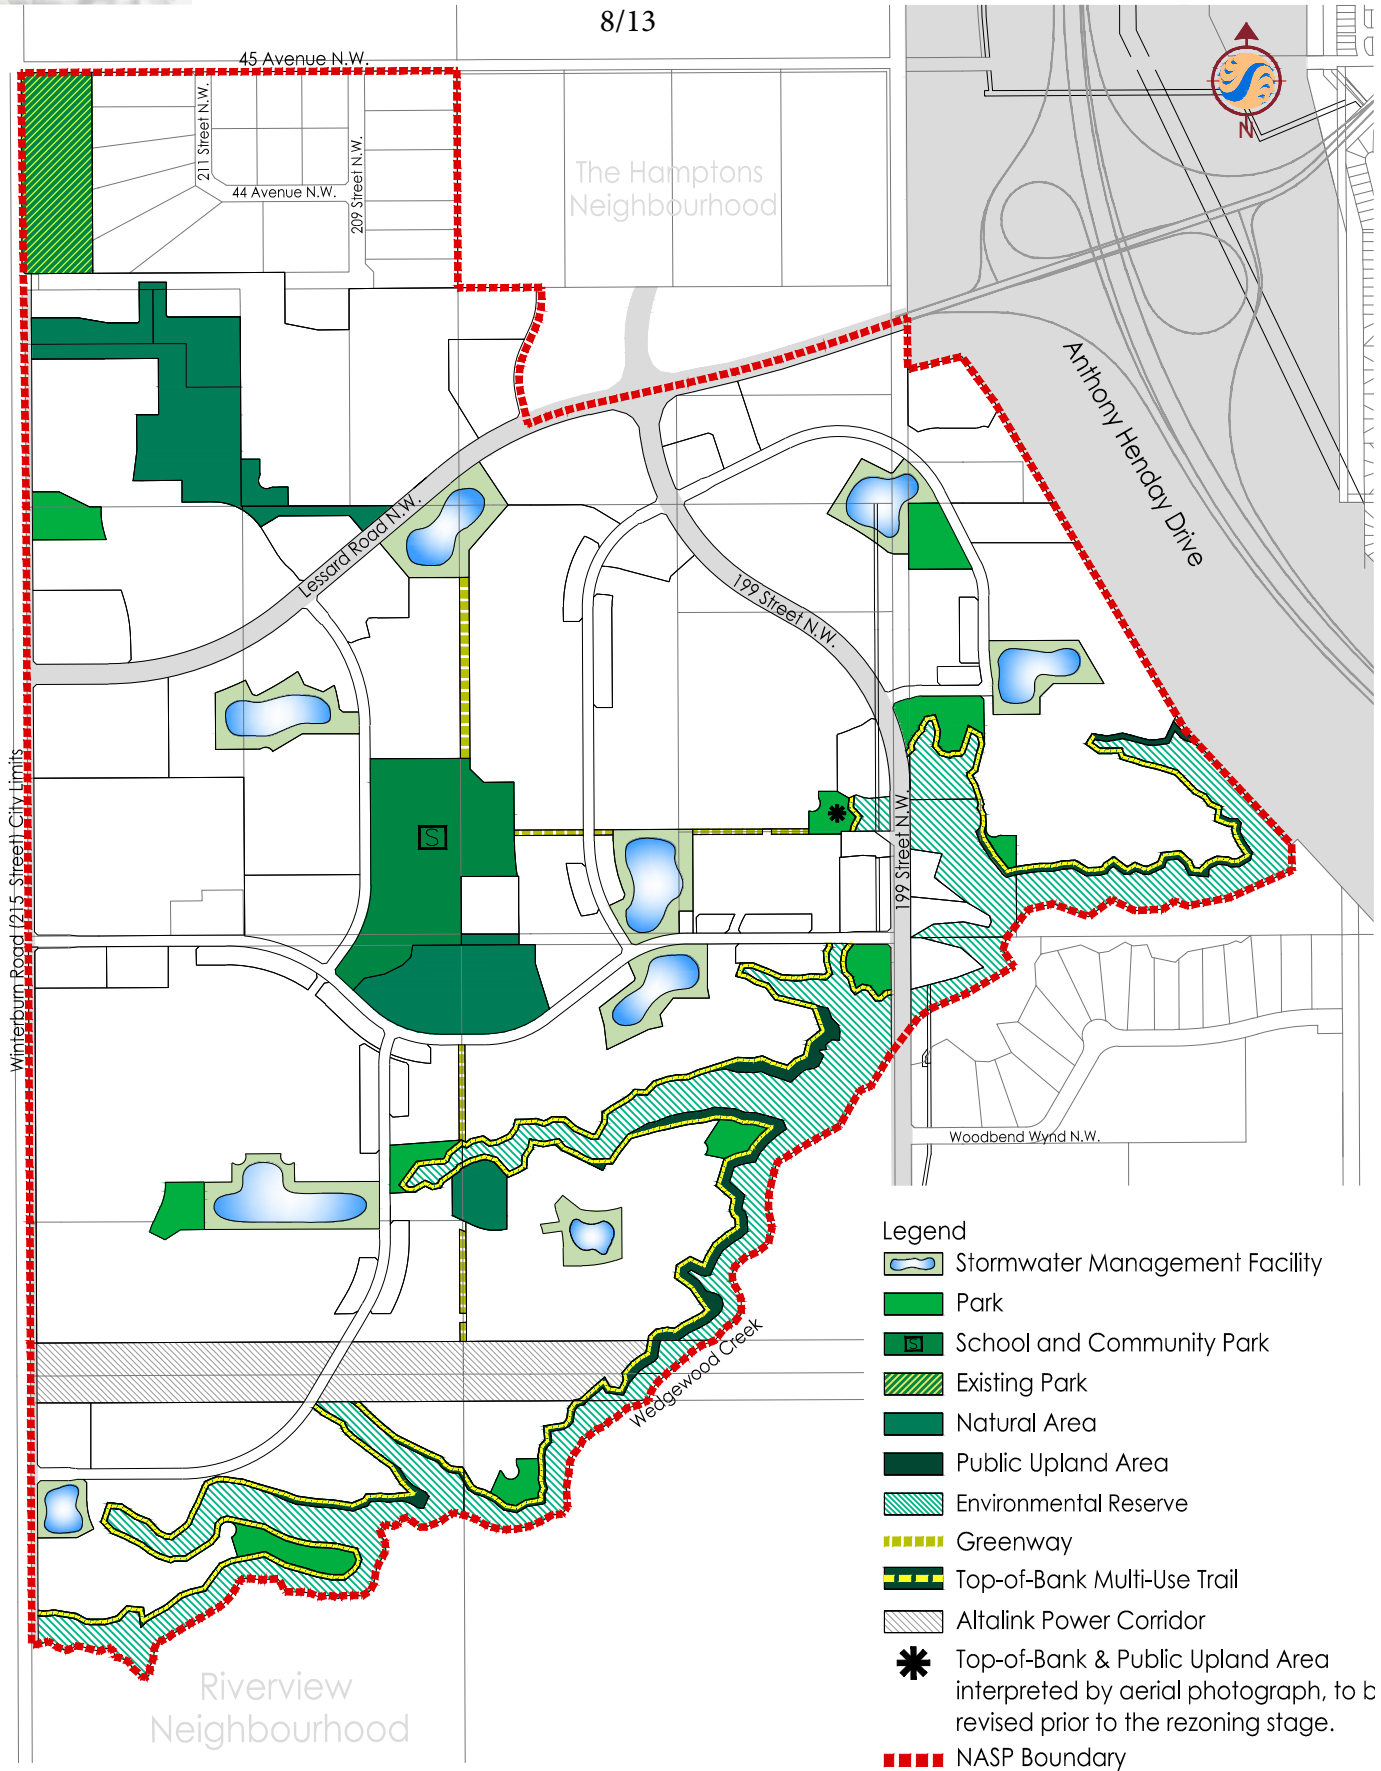 8/13
45 Avenue N.W.
211 Street N.W.
44 Avenue N.W.
209 Street N.W.
The Hamptons
Neighbourhood
N
Anthony Henday Drive
Lessard Road N.W.
199 Street N.W.
Winterburn Road (215 Street) City Limits
S
199 Street N.W.
Woodbend Wynd N.W.
Wedgewood Creek
Riverview
Neighbourhood
Legend
Stormwater Management Facility
Park
S
School and Community Park
Existing Park
Natural Area
Public Upland Area
Environmental Reserve
Greenway
Top-of-Bank Multi-Use Trail
Altalink Power Corridor
Top-of-Bank & Public Upland Area
interpreted by aerial photograph, to b
revised prior to the rezoning stage.
NASP Boundary